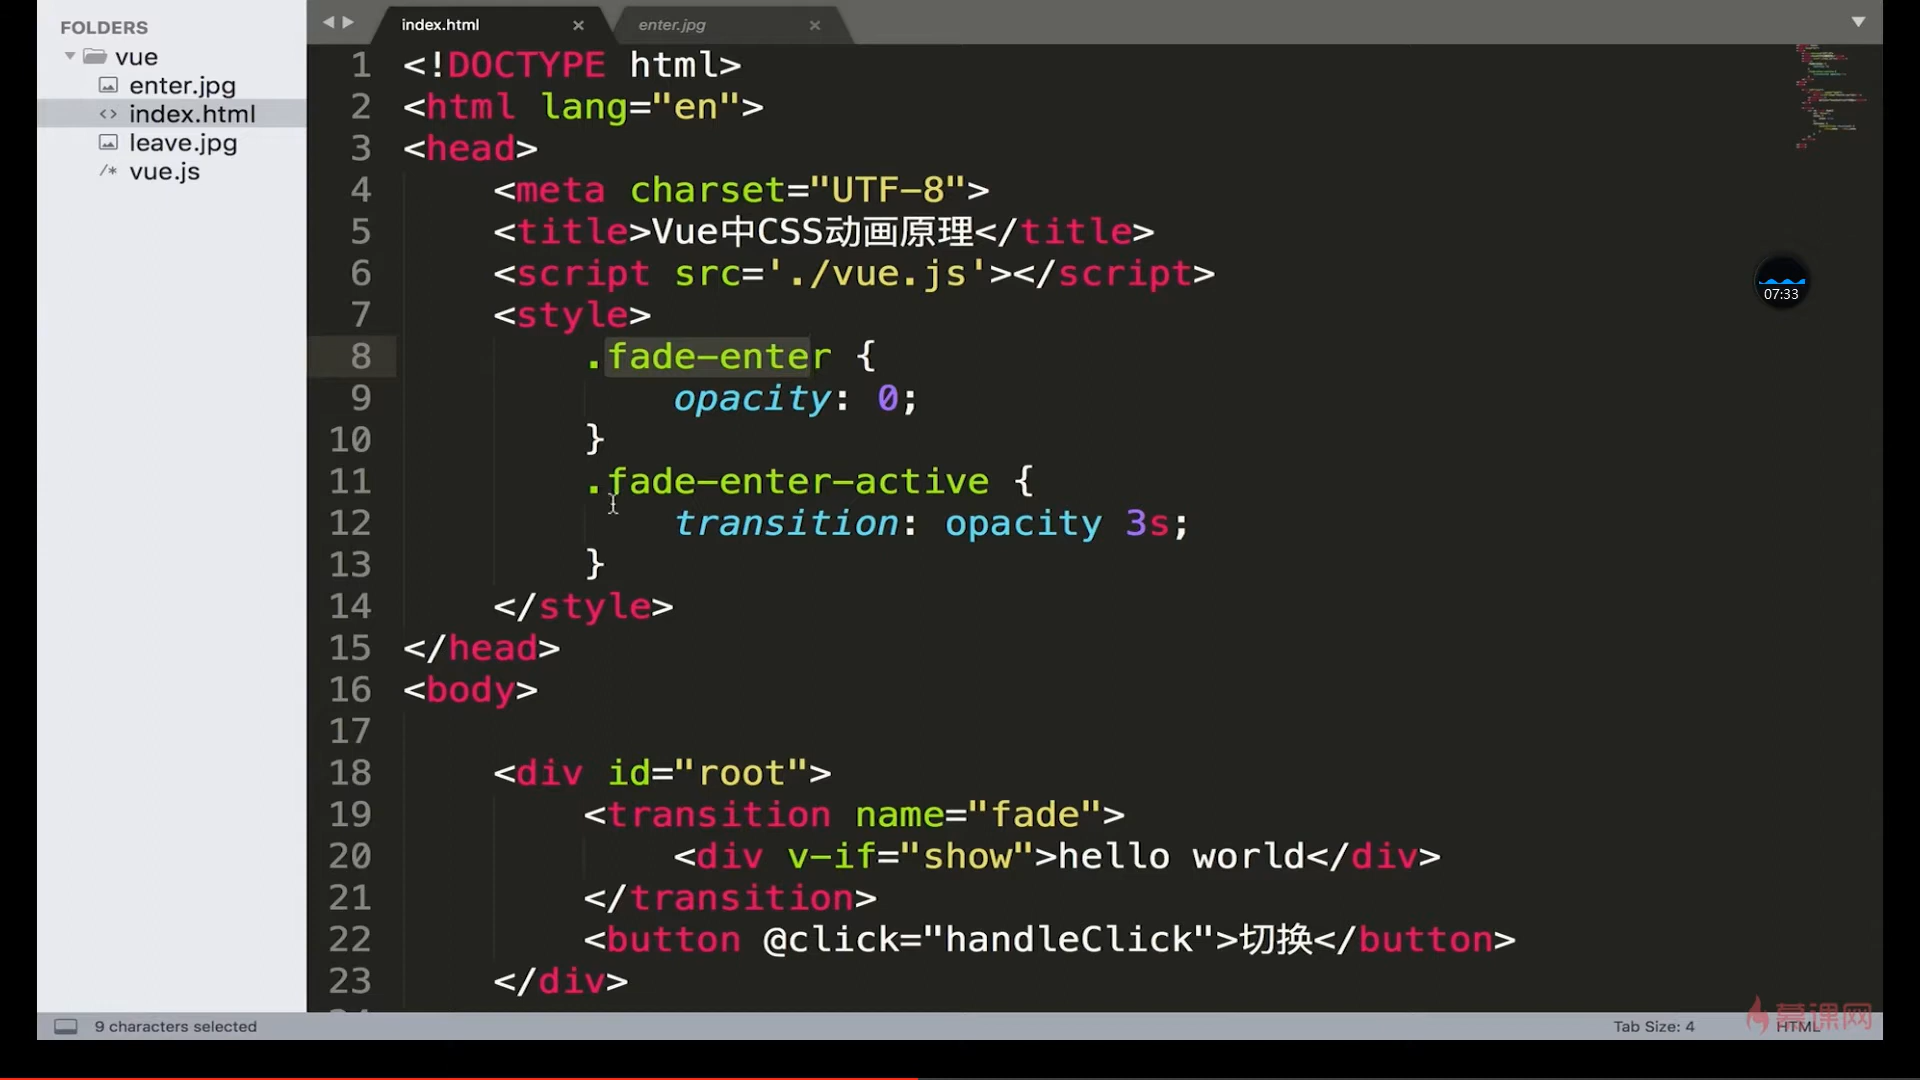 FOLDERS
vue
enter.jpg
index.html
leave.jpg
vue.js
index.html
enter.jpg
1 <!DOCTYPE html>
2 <html lang="en">
3 <head>
4 <meta charset="UTF-8">
5 <title>Vue中CSS动画原理</title>
6 <script src='./vue.js'></script>
7 <style>
8 .fade-enter {
9 opacity: 0;
10 }
11 .fade-enter-active {
12 transition: opacity 3s;
13 }
14 </style>
15 </head>
16 <body>
17
18 <div id="root">
19 <transition name="fade">
20 <div v-if="show">hello world</div>
21 </transition>
22 <button @click="handleClick">切换</button>
23 </div>
07:33
9 characters selected
Tab Size: 4
HTML
慕课网